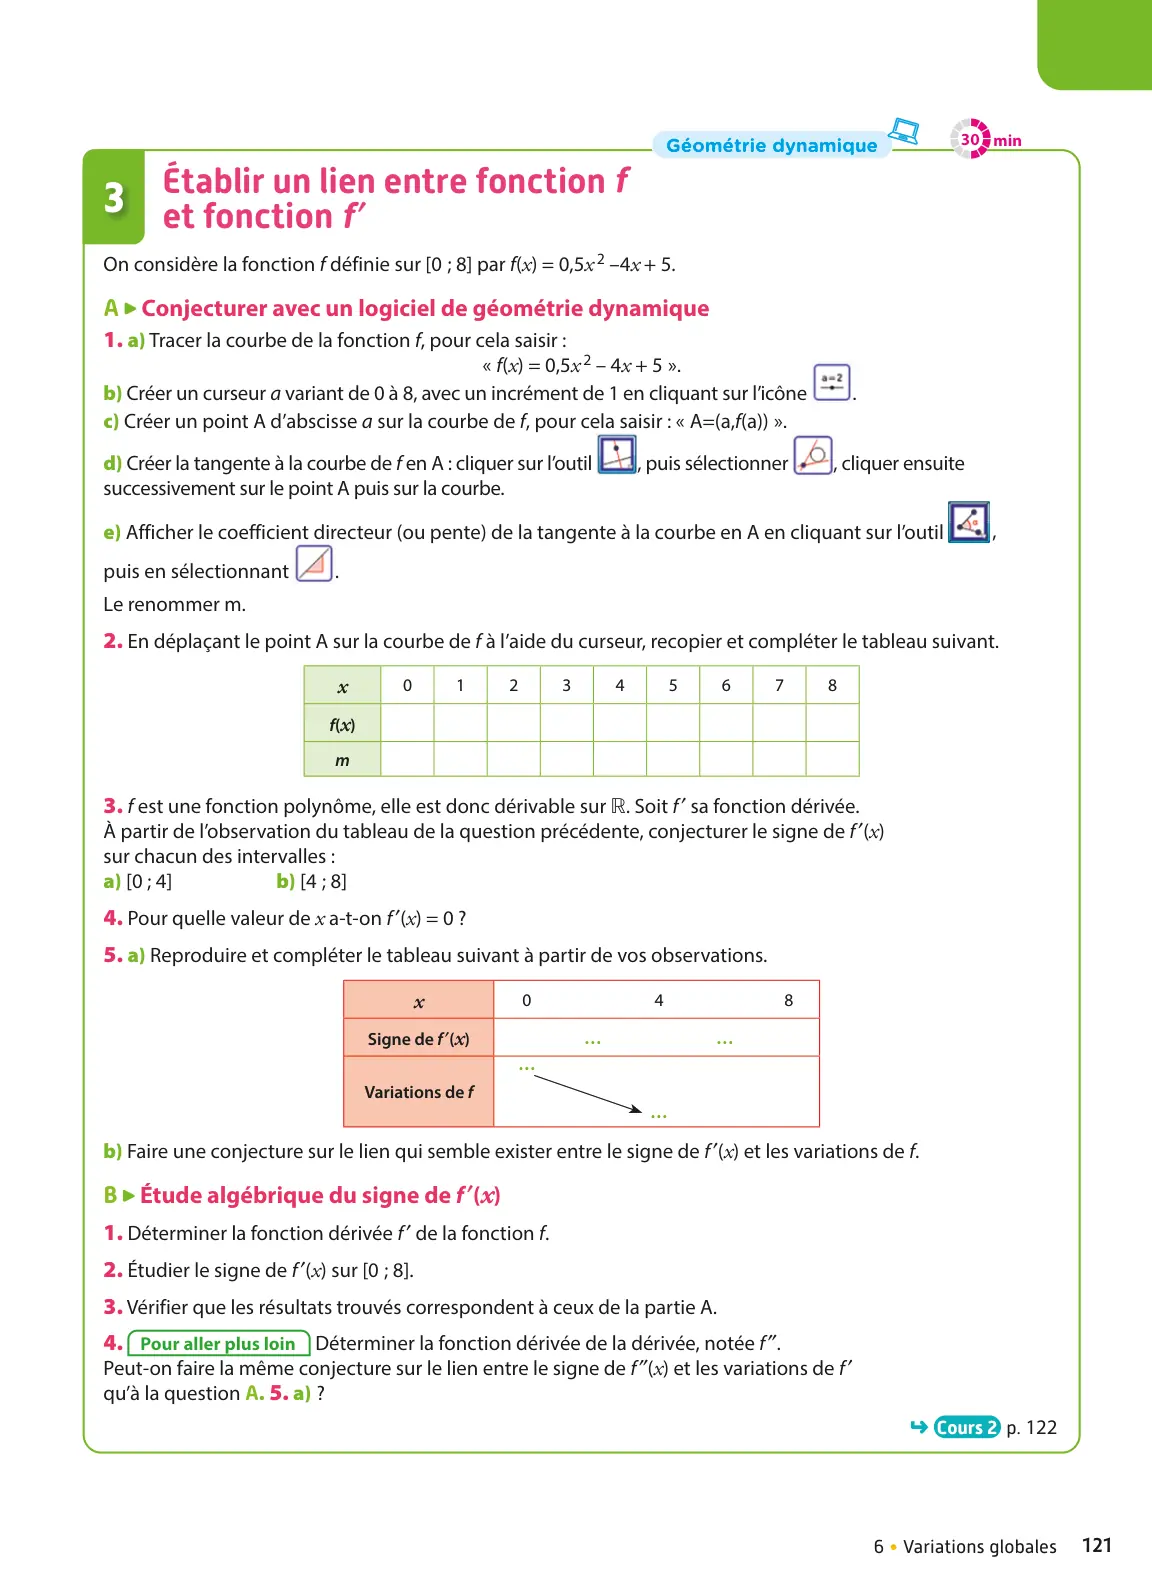 Géométrie dynamique
30 min
3
Établir un lien entre fonction f
et fonction f′
On considère la fonction f définie sur [0 ; 8] par f(x) = 0,5x² –4x + 5.
A ▶ Conjecturer avec un logiciel de géométrie dynamique
1. a) Tracer la courbe de la fonction f, pour cela saisir :
« f(x) = 0,5x² – 4x + 5 ».
b) Créer un curseur a variant de 0 à 8, avec un incrément de 1 en cliquant sur l’icône a=2 .
c) Créer un point A d’abscisse a sur la courbe de f, pour cela saisir : « A=(a,f(a)) ».
d) Créer la tangente à la courbe de f en A : cliquer sur l’outil , puis sélectionner , cliquer ensuite
successivement sur le point A puis sur la courbe.
e) Afficher le coefficient directeur (ou pente) de la tangente à la courbe en A en cliquant sur l’outil ,
puis en sélectionnant .
Le renommer m.
2. En déplaçant le point A sur la courbe de f à l’aide du curseur, recopier et compléter le tableau suivant.
x 0 1 2 3 4 5 6 7 8
f(x)
m
3. f est une fonction polynôme, elle est donc dérivable sur ℝ. Soit f′ sa fonction dérivée.
À partir de l’observation du tableau de la question précédente, conjecturer le signe de f′(x)
sur chacun des intervalles :
a) [0 ; 4] b) [4 ; 8]
4. Pour quelle valeur de x a-t-on f′(x) = 0 ?
5. a) Reproduire et compléter le tableau suivant à partir de vos observations.
x 0 4 8
Signe de f′(x) … …
…
Variations de f
…
b) Faire une conjecture sur le lien qui semble exister entre le signe de f′(x) et les variations de f.
B ▶ Étude algébrique du signe de f′(x)
1. Déterminer la fonction dérivée f′ de la fonction f.
2. Étudier le signe de f′(x) sur [0 ; 8].
3. Vérifier que les résultats trouvés correspondent à ceux de la partie A.
4. Pour aller plus loin Déterminer la fonction dérivée de la dérivée, notée f″.
Peut-on faire la même conjecture sur le lien entre le signe de f″(x) et les variations de f′
qu’à la question A. 5. a) ?
↪ Cours 2 p. 122
6 • Variations globales 121